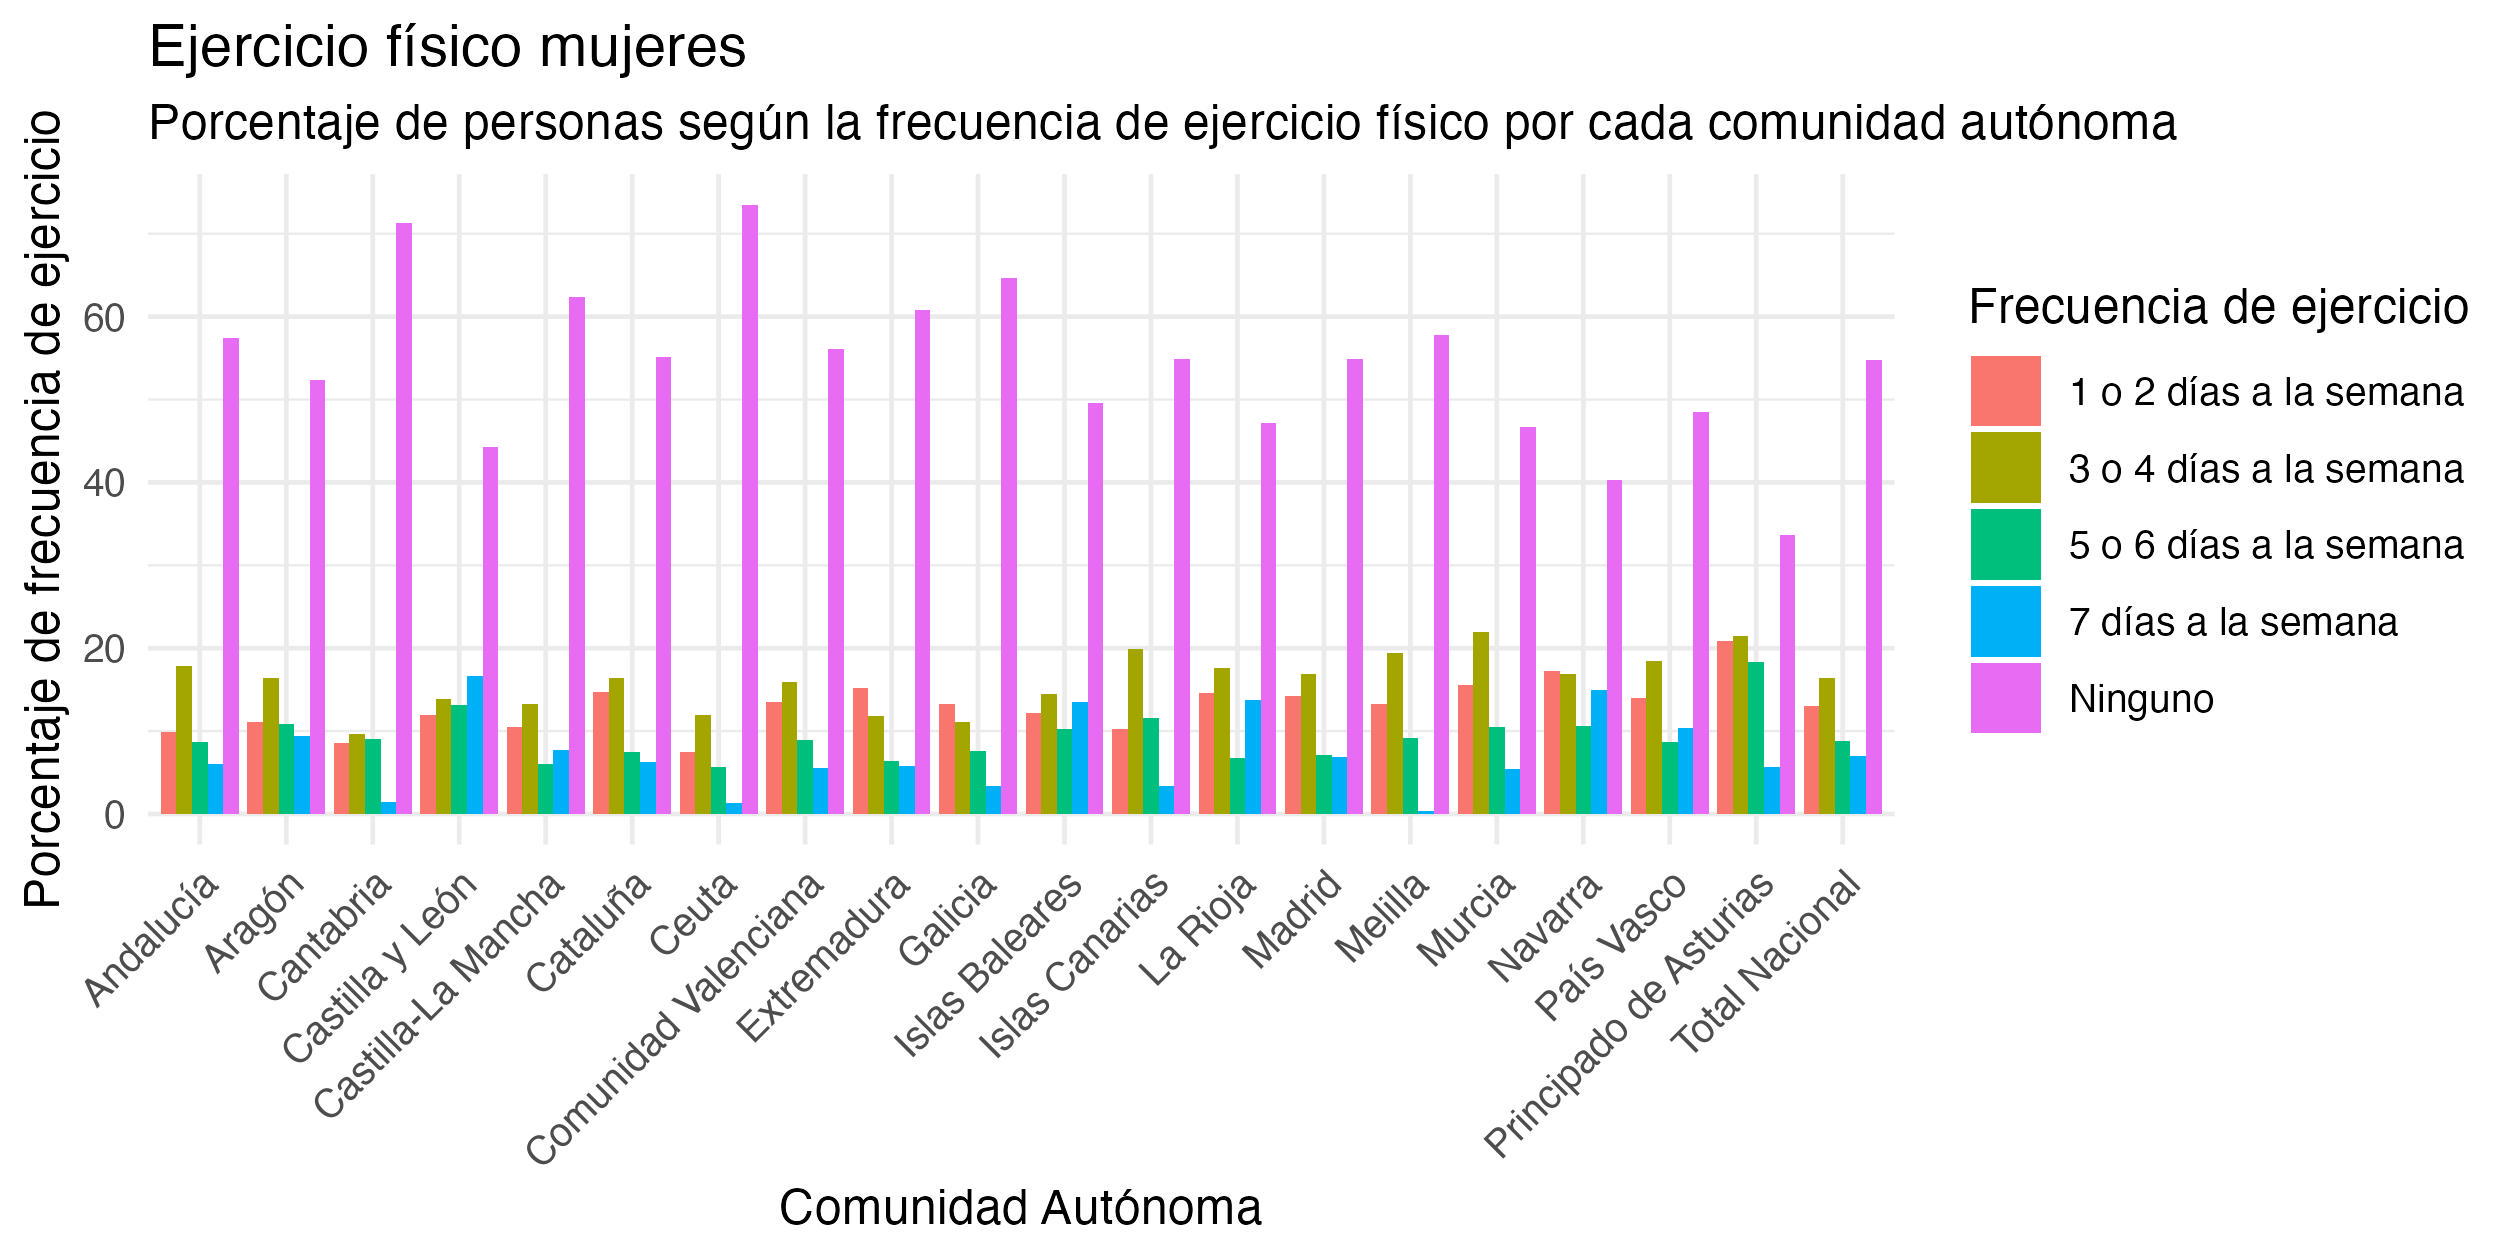 Ejercicio físico mujeres
Porcentaje de personas según la frecuencia de ejercicio físico por cada comunidad autónoma
Porcentaje de frecuencia de ejercicio
60
40
20
0
Andalucía
Aragón
Cantabria
Castilla y León
Castilla-La Mancha
Cataluña
Ceuta
Comunidad Valenciana
Extremadura
Galicia
Islas Baleares
Islas Canarias
La Rioja
Madrid
Melilla
Murcia
Navarra
País Vasco
Principado de Asturias
Total Nacional
Comunidad Autónoma
Frecuencia de ejercicio
1 o 2 días a la semana
3 o 4 días a la semana
5 o 6 días a la semana
7 días a la semana
Ninguno